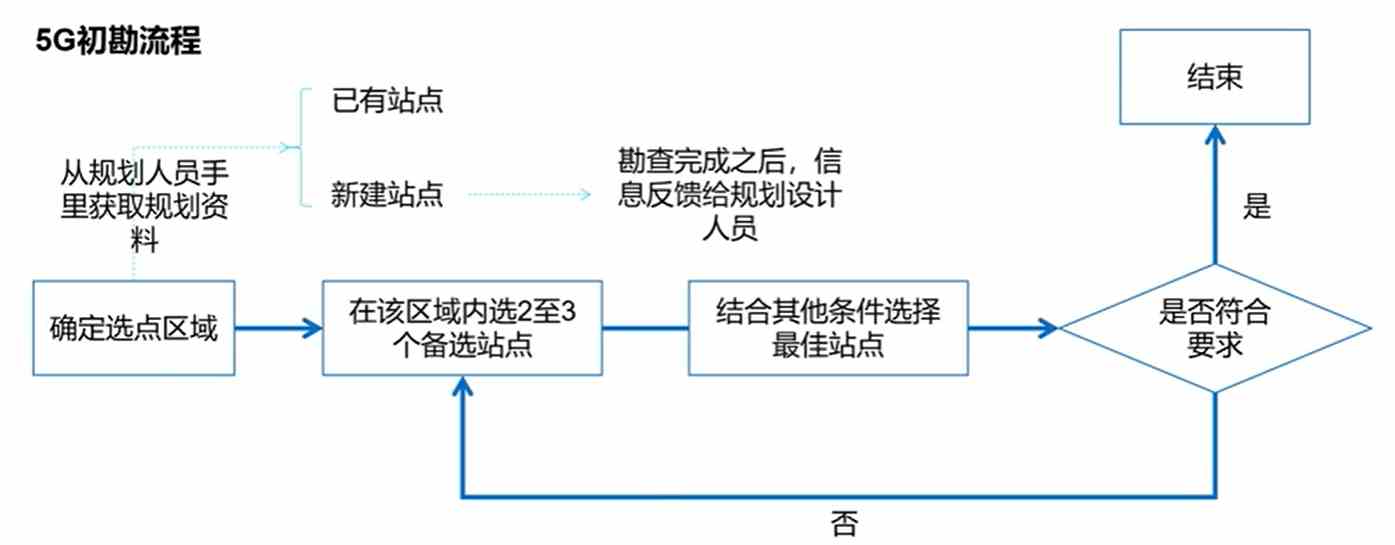 5G初勘流程
已有站点
从规划人员手
里获取规划资
料
新建站点
勘查完成之后，信
息反馈给规划设计
人员
结束
是
确定选点区域
在该区域内选2至3
个备选站点
结合其他条件选择
最佳站点
是否符合
要求
否